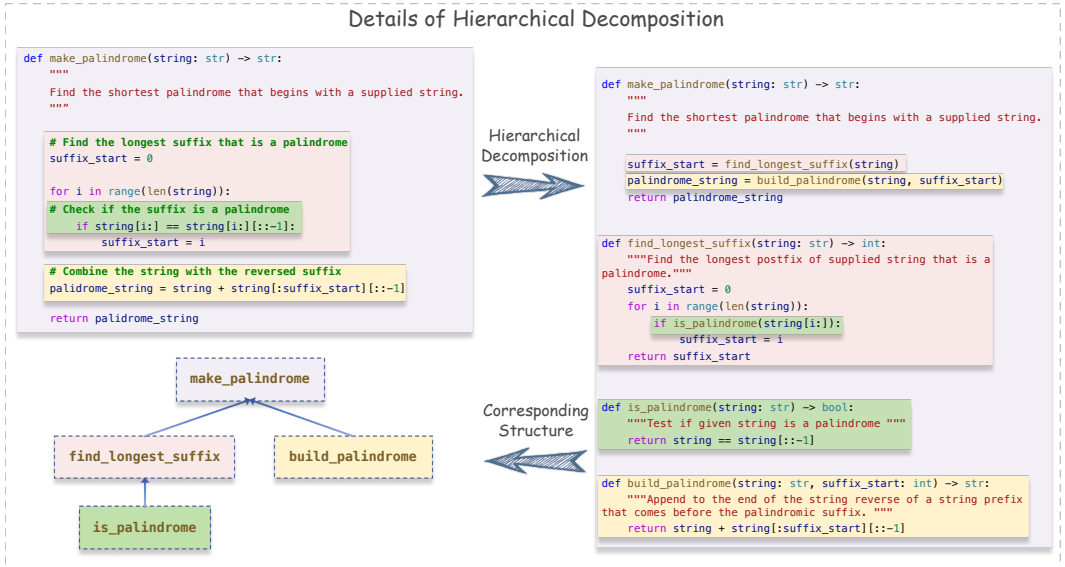 Details of Hierarchical Decomposition
def make_palindrome(string: str) -> str:
"""
Find the shortest palindrome that begins with a supplied string.
"""
# Find the longest suffix that is a palindrome
suffix_start = 0
for i in range(len(string)):
# Check if the suffix is a palindrome
if string[i:] == string[i:][::-1]:
suffix_start = i
# Combine the string with the reversed suffix
palidrome_string = string + string[:suffix_start][::-1]
return palidrome_string
Hierarchical
Decomposition
def make_palindrome(string: str) -> str:
"""
Find the shortest palindrome that begins with a supplied string.
"""
suffix_start = find_longest_suffix(string)
palindrome_string = build_palindrome(string, suffix_start)
return palindrome_string
def find_longest_suffix(string: str) -> int:
"""Find the longest postfix of supplied string that is a
palindrome."""
suffix_start = 0
for i in range(len(string)):
if is_palindrome(string[i:]):
suffix_start = i
return suffix_start
def is_palindrome(string: str) -> bool:
"""Test if given string is a palindrome """
return string == string[::-1]
def build_palindrome(string: str, suffix_start: int) -> str:
"""Append to the end of the string reverse of a string prefix
that comes before the palindromic suffix. """
return string + string[:suffix_start][::-1]
Corresponding
Structure
make_palindrome
find_longest_suffix
build_palindrome
is_palindrome